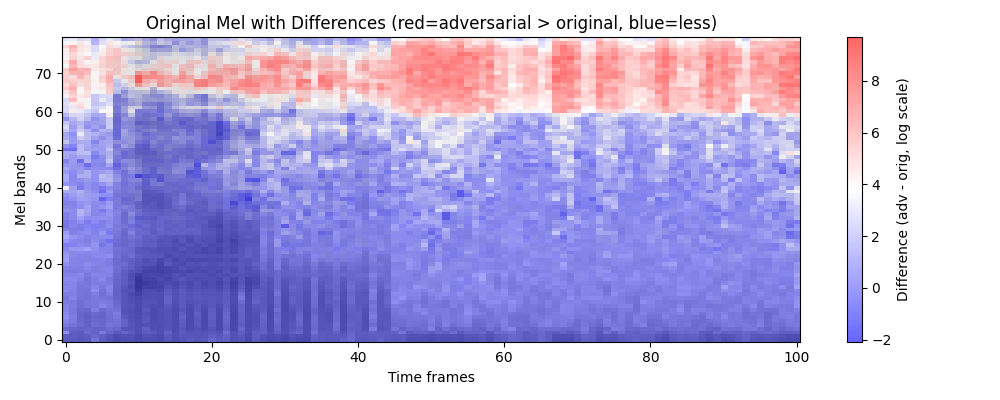 Original Mel with Differences (red=adversarial > original, blue=less)
Mel bands
70
60
50
40
30
20
10
0
0 20 40 60 80 100
Time frames
8
6
4
2
0
−2
Difference (adv - orig, log scale)